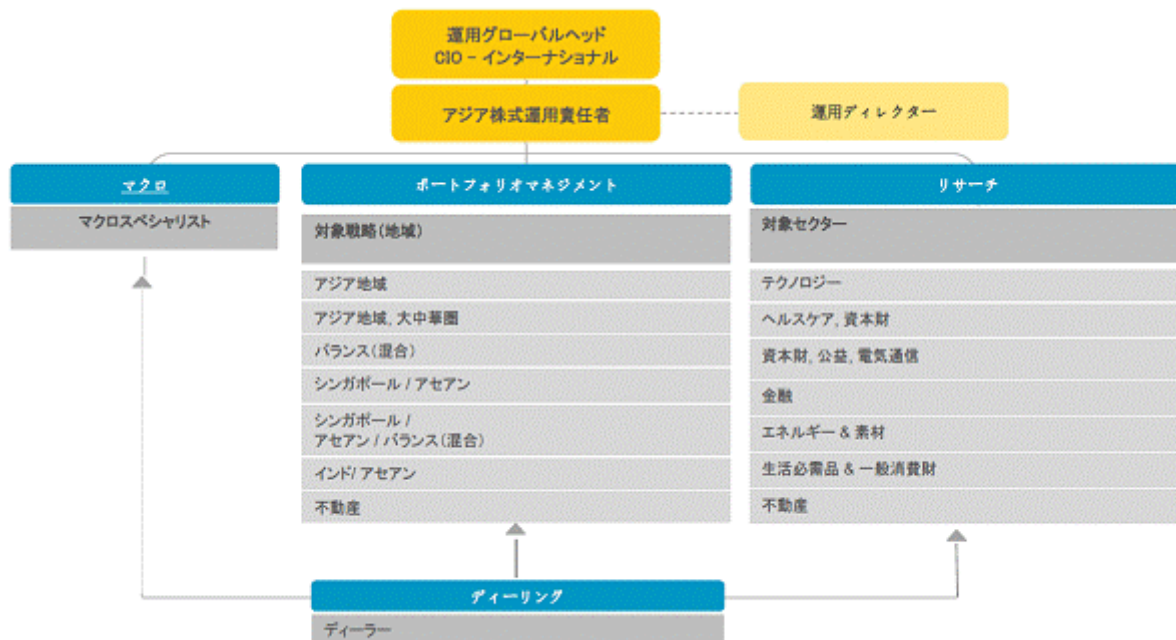 運用グローバルヘッド
CIO - インターナショナル
アジア株式運用責任者
運用ディレクター
マクロ
マクロスペシャリスト
ポートフォリオマネジメント
対象戦略(地域)
アジア地域
アジア地域, 大中華圏
バランス(混合)
シンガポール / アセアン
シンガポール /
アセアン / バランス(混合)
インド/ アセアン
不動産
リサーチ
対象セクター
テクノロジー
ヘルスケア, 資本財
資本財, 公益, 電気通信
金融
エネルギー & 素材
生活必需品 & 一般消費財
不動産
ディーリング
ディーラー